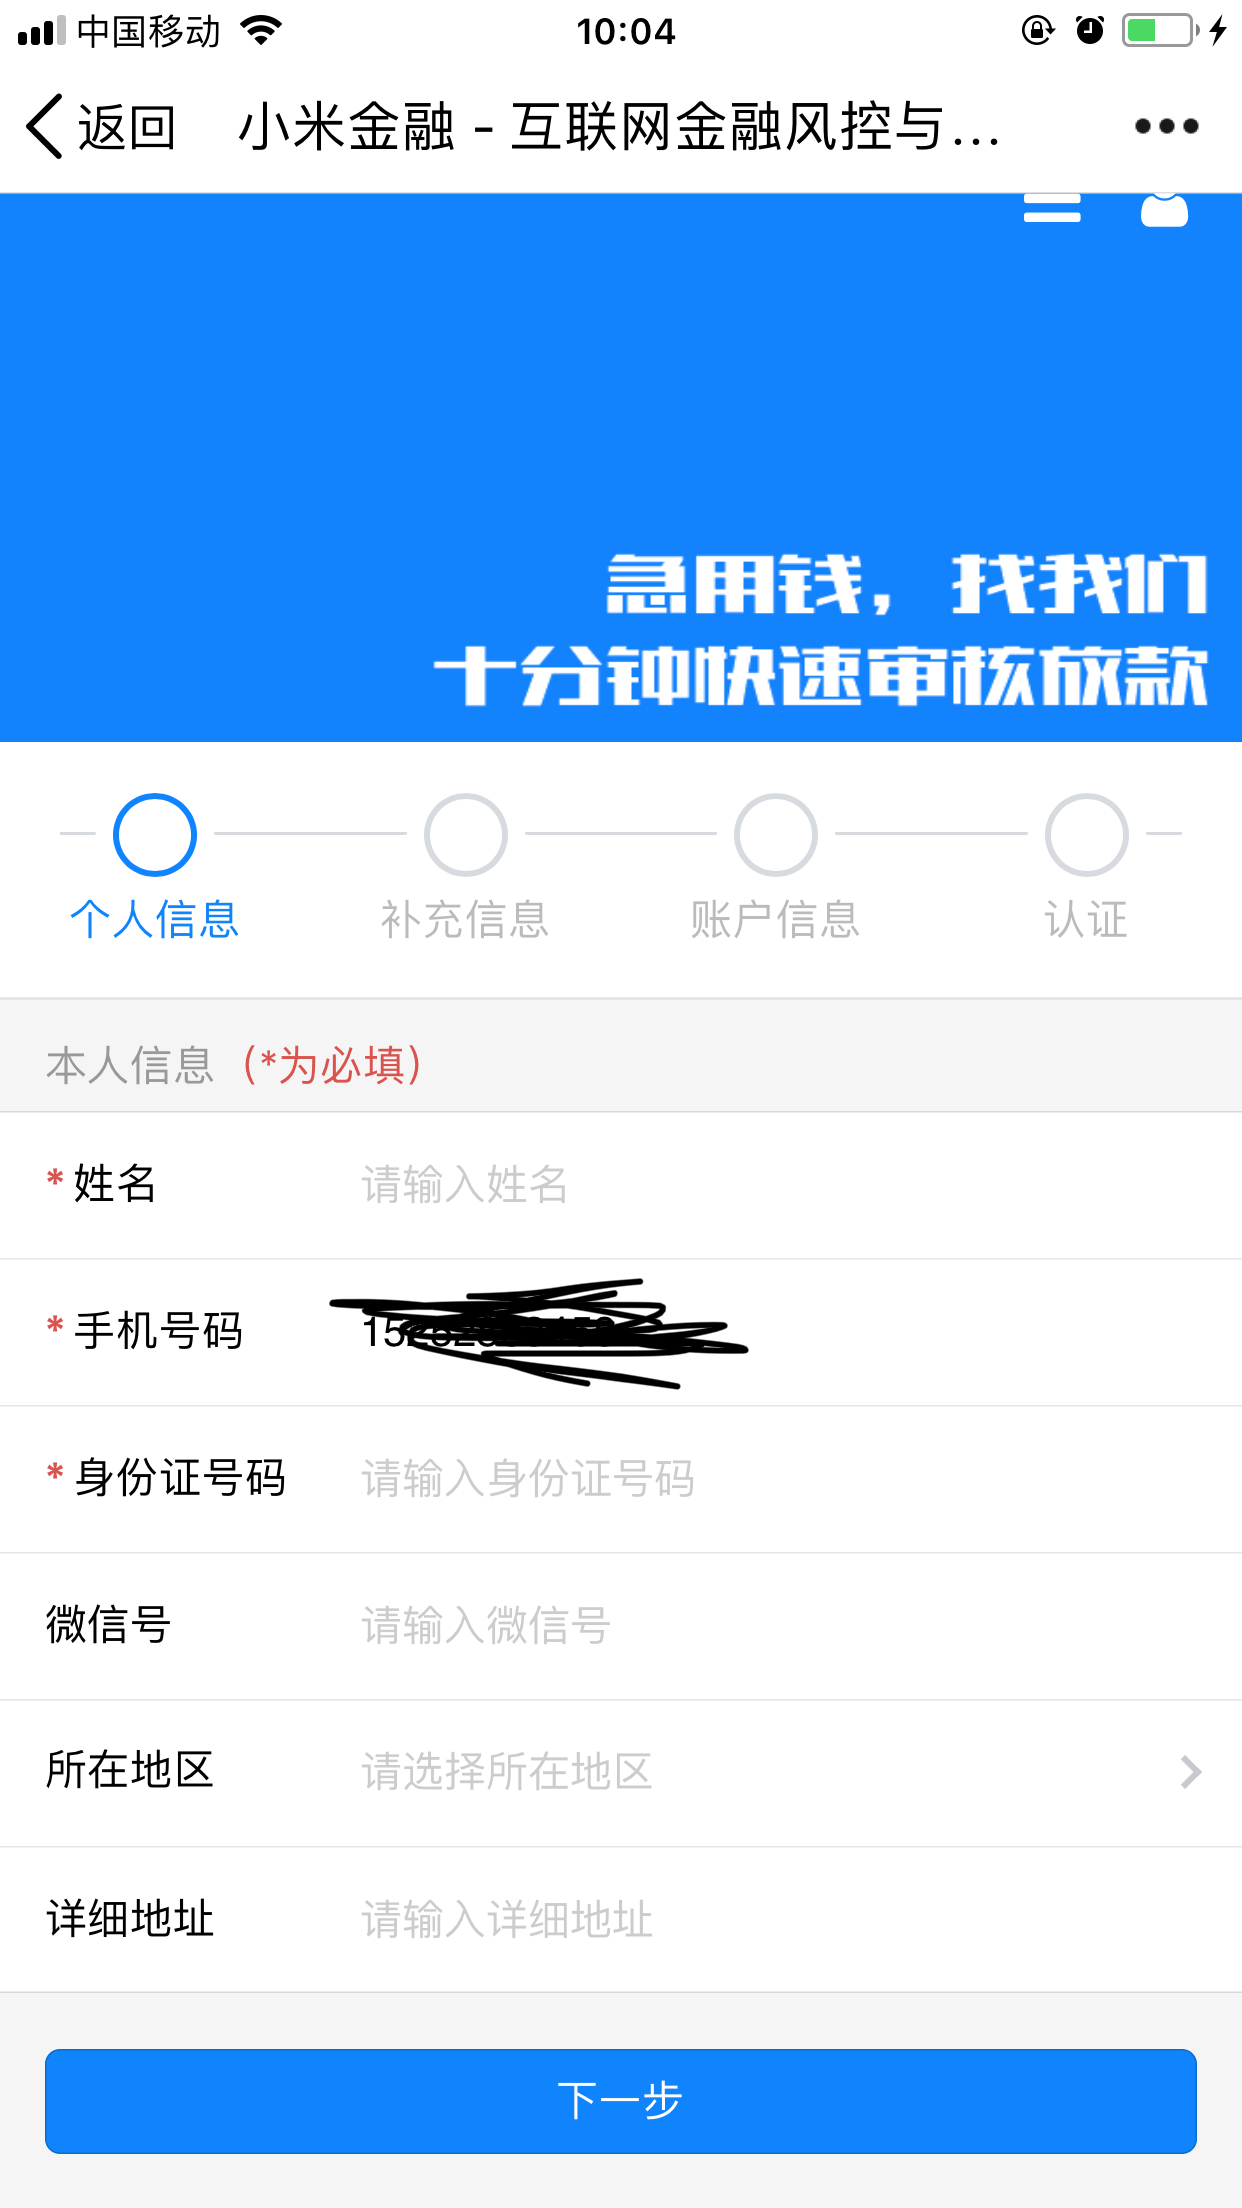 中国移动
10:04
返回
小米金融 - 互联网金融风控与...
急用钱，找我们
十分钟快速审核放款
个人信息
补充信息
账户信息
认证
本人信息（*为必填）
* 姓名 请输入姓名
* 手机号码
* 身份证号码 请输入身份证号码
微信号 请输入微信号
所在地区 请选择所在地区
详细地址 请输入详细地址
下一步